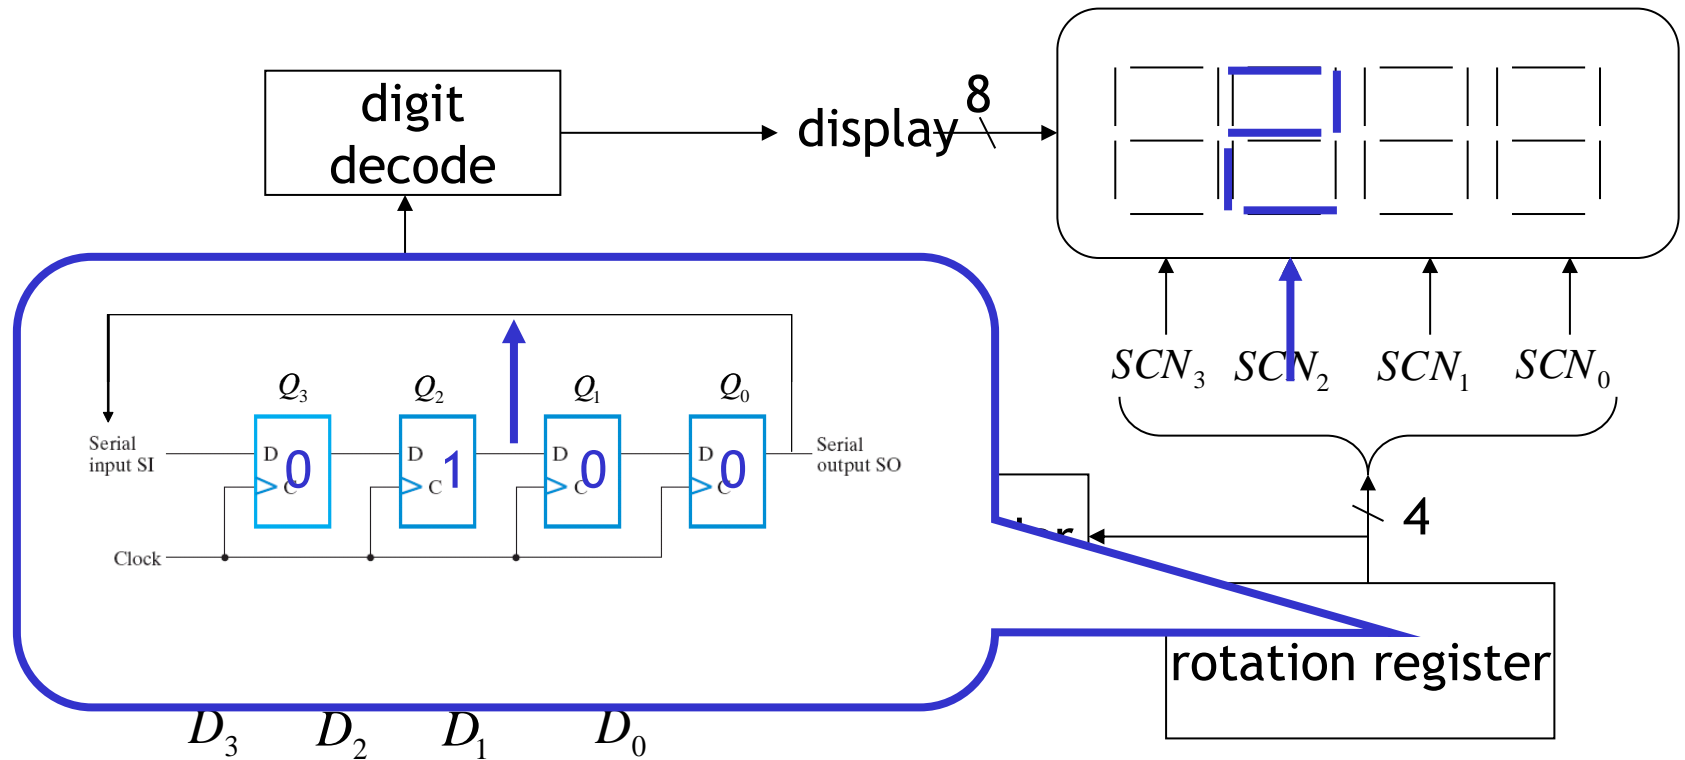 digit
decode
display
8
SCN3 SCN2 SCN1 SCN0
Q3 Q2 Q1 Q0
Serial
input SI
D 0 C
D 1 C
D 0 C
D 0 C
Serial
output SO
Clock
4
rotation register
D3 D2 D1 D0